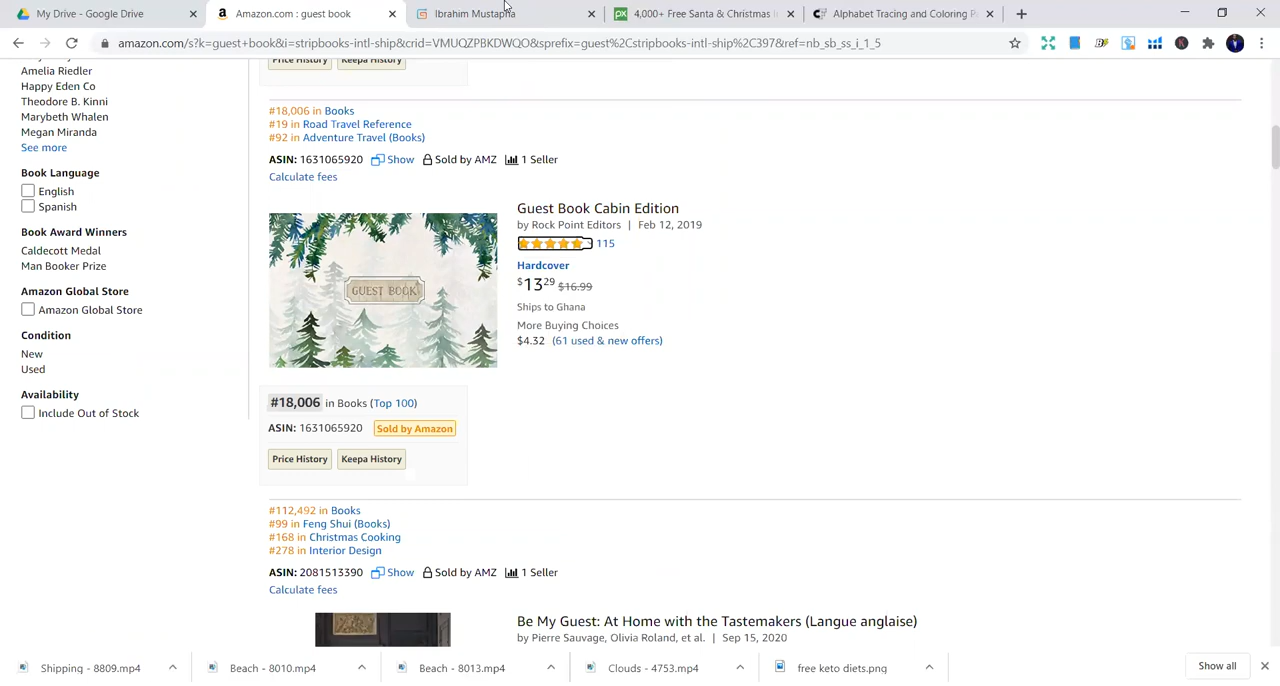 My Drive - Google Drive
Amazon.com : guest book
Ibrahim Mustapha
4,000+ Free Santa & Christmas I
Alphabet Tracing and Coloring P
amazon.com/s?k=guest+book&i=stripbooks-intl-ship&crid=VMUQZPBKDWQO&sprefix=guest%2Cstripbooks-intl-ship%2C397&ref=nb_sb_ss_i_1_5
Amelia Riedler
Happy Eden Co
Theodore B. Kinni
Marybeth Whalen
Megan Miranda
See more
Book Language
English
Spanish
Book Award Winners
Caldecott Medal
Man Booker Prize
Amazon Global Store
Amazon Global Store
Condition
New
Used
Availability
Include Out of Stock
Price History Keepa History
#18,006 in Books
#19 in Road Travel Reference
#92 in Adventure Travel (Books)
ASIN: 1631065920 Show Sold by AMZ 1 Seller
Calculate fees
GUEST BOOK
Guest Book Cabin Edition
by Rock Point Editors | Feb 12, 2019
115
Hardcover
$13.29 $16.99
Ships to Ghana
More Buying Choices
$4.32 (61 used & new offers)
#18,006 in Books (Top 100)
ASIN: 1631065920 Sold by Amazon
Price History Keepa History
#112,492 in Books
#99 in Feng Shui (Books)
#168 in Christmas Cooking
#278 in Interior Design
ASIN: 2081513390 Show Sold by AMZ 1 Seller
Calculate fees
Be My Guest: At Home with the Tastemakers (Langue anglaise)
by Pierre Sauvage, Olivia Roland, et al. | Sep 15, 2020
Shipping - 8809.mp4
Beach - 8010.mp4
Beach - 8013.mp4
Clouds - 4753.mp4
free keto diets.png
Show all